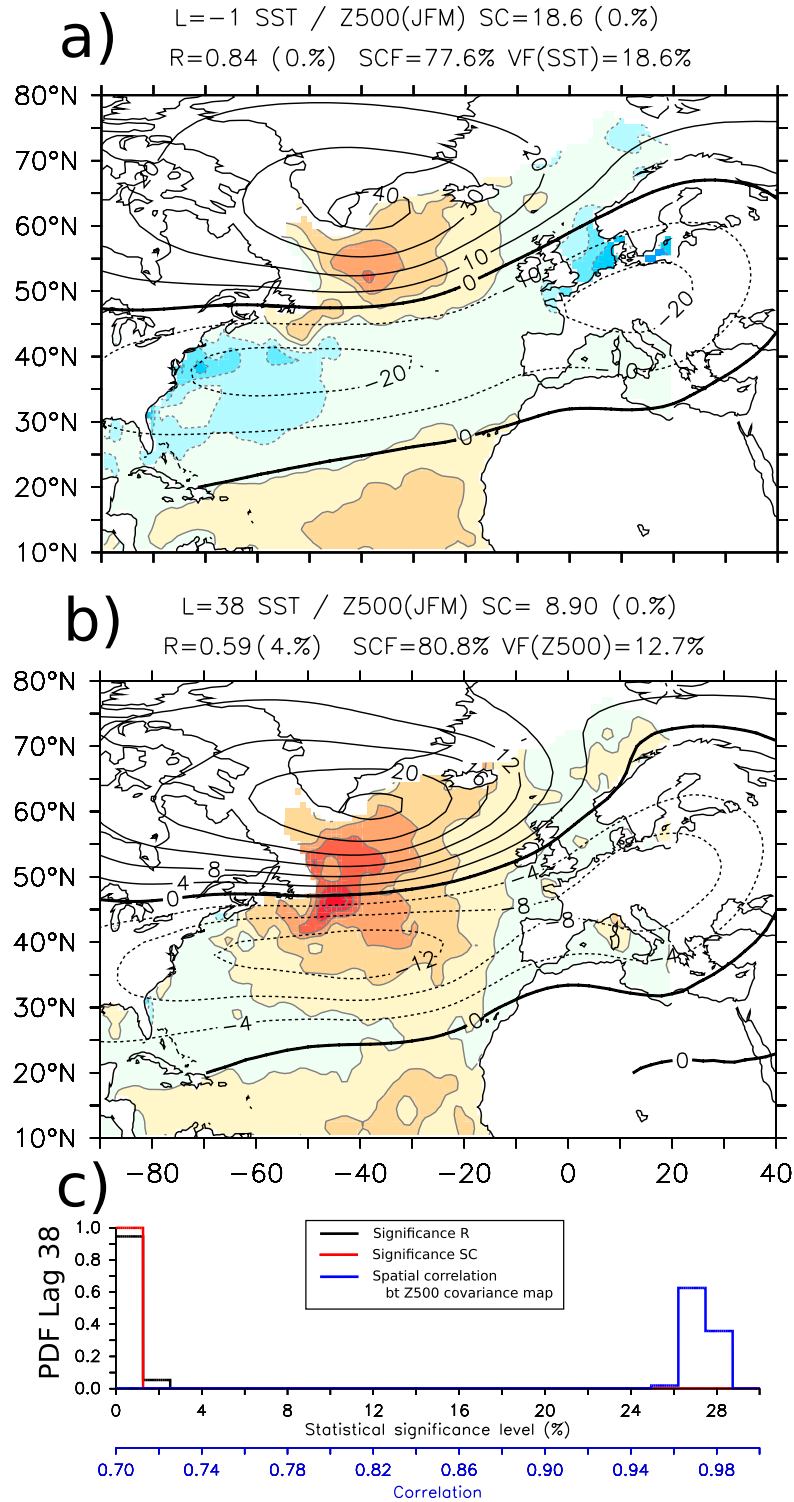 a)
L=−1 SST / Z500(JFM) SC=18.6 (0.%)
R=0.84 (0.%) SCF=77.6% VF(SST)=18.6%
80°N
70°N
60°N
50°N
40°N
30°N
20°N
10°N
10
40
10
0
−20
−20
0
b)
L=38 SST / Z500(JFM) SC= 8.90 (0.%)
R=0.59(4.%) SCF=80.8% VF(Z500)=12.7%
80°N
70°N
60°N
50°N
40°N
30°N
20°N
10°N
20
16
12
8
4
0
−4
−8
−8
−4
−12
−4
0
0
−80 −60 −40 −20 0 20 40
c)
PDF Lag 38
1.0
0.8
0.6
0.4
0.2
0.0
Significance R
Significance SC
Spatial correlation
bt Z500 covariance map
0 4 8 12 16 20 24 28
Statistical significance level (%)
0.70 0.74 0.78 0.82 0.86 0.90 0.94 0.98
Correlation